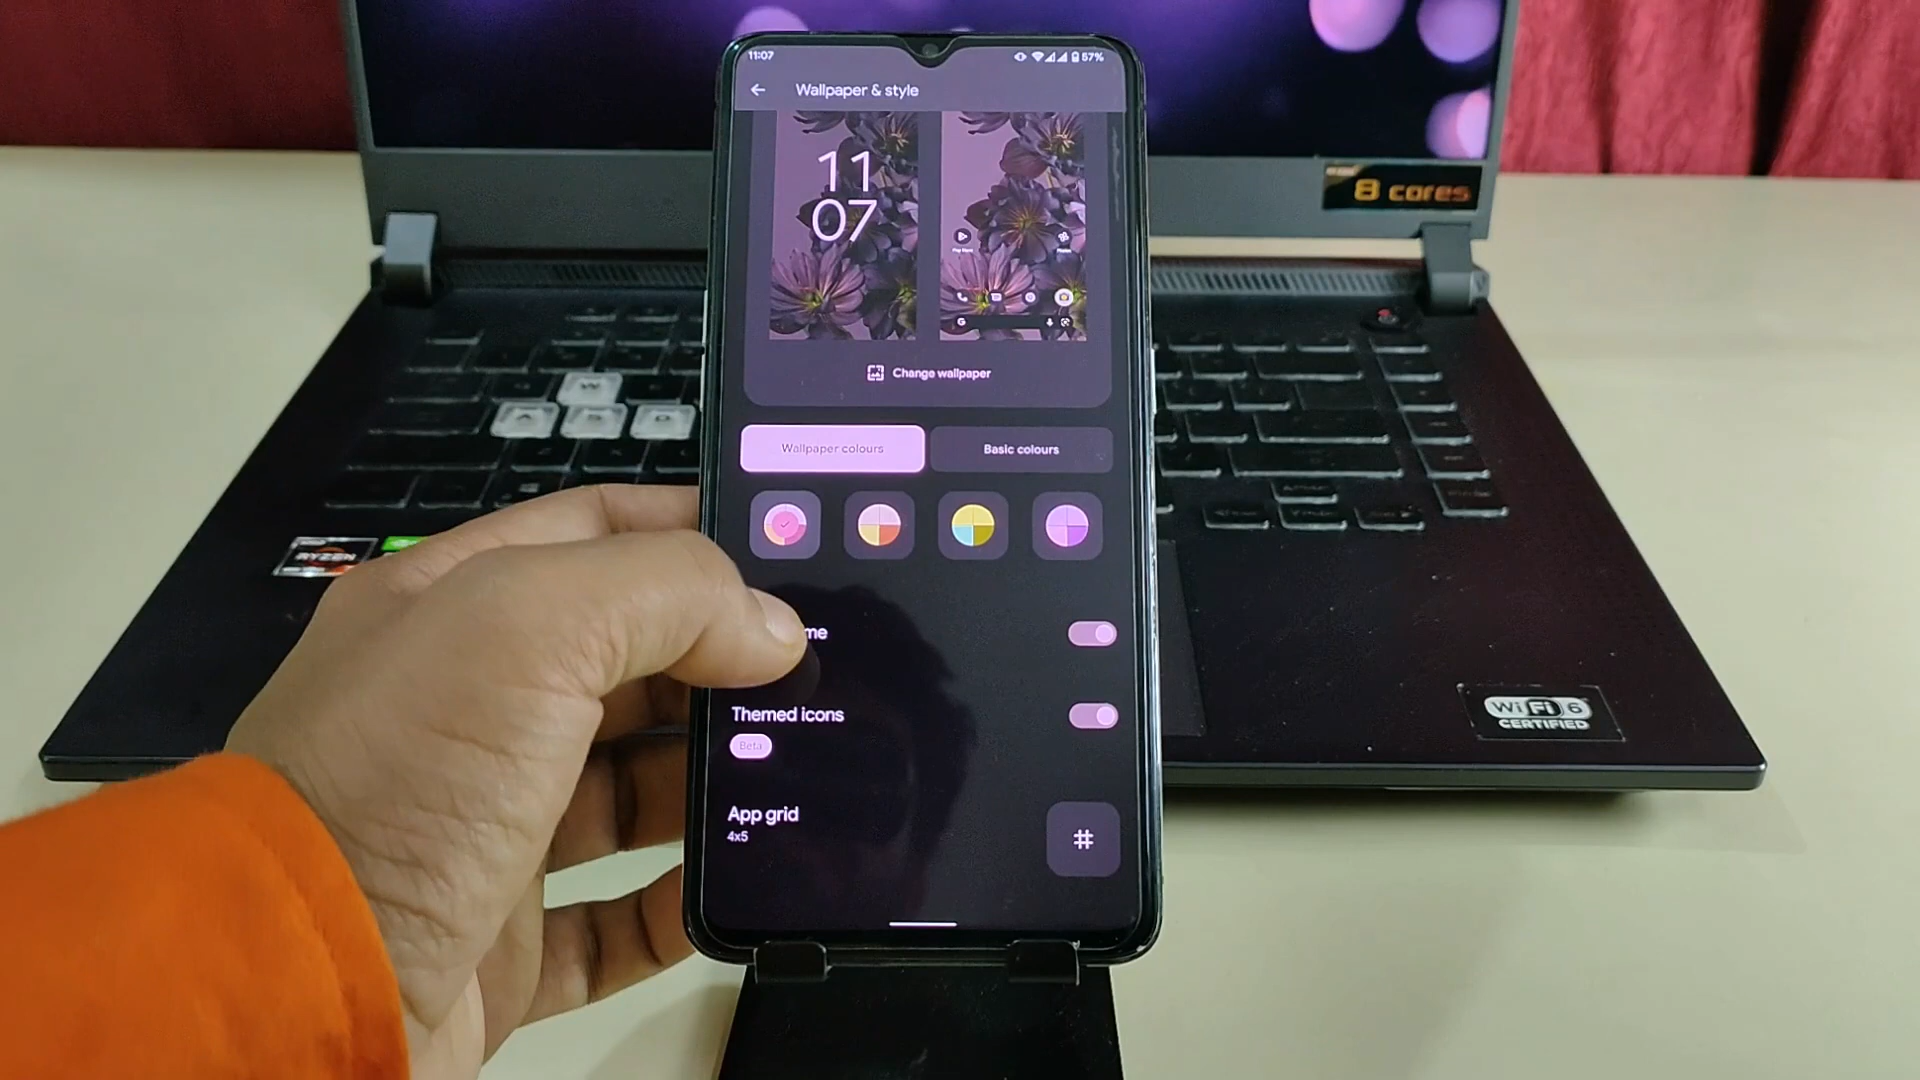 11:07
57%
Wallpaper & style
11
07
Change wallpaper
Wallpaper colours
Basic colours
me
Themed icons
Beta
App grid
4x5
8 cores
W
A S D
RYZEN
Wi Fi 6
CERTIFIED